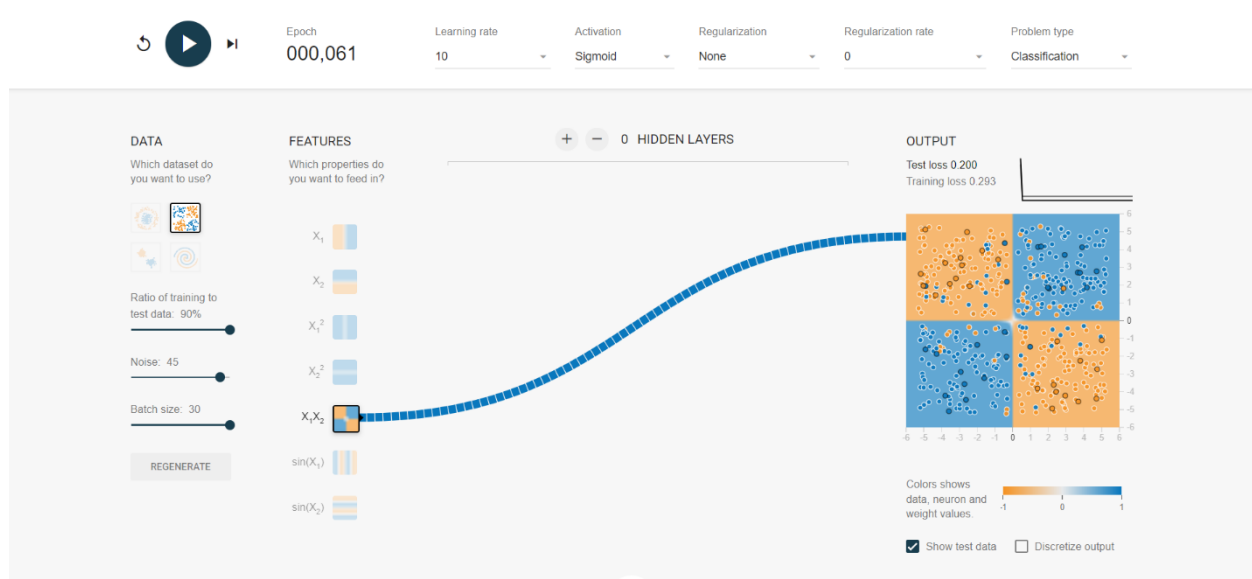 Epoch
000,061
Learning rate
10
Activation
Sigmoid
Regularization
None
Regularization rate
0
Problem type
Classification
DATA
Which dataset do
you want to use?
Ratio of training to
test data: 90%
Noise: 45
Batch size: 30
REGENERATE
FEATURES
Which properties do
you want to feed in?
X₁
X₂
X₁²
X₂²
X₁X₂
sin(X₁)
sin(X₂)
+ − 0 HIDDEN LAYERS
OUTPUT
Test loss 0.200
Training loss 0.293
6
5
4
3
2
1
0
-1
-2
-3
-4
-5
-6
-6 -5 -4 -3 -2 -1 0 1 2 3 4 5 6
Colors shows
data, neuron and
weight values.
-1 0 1
Show test data
Discretize output